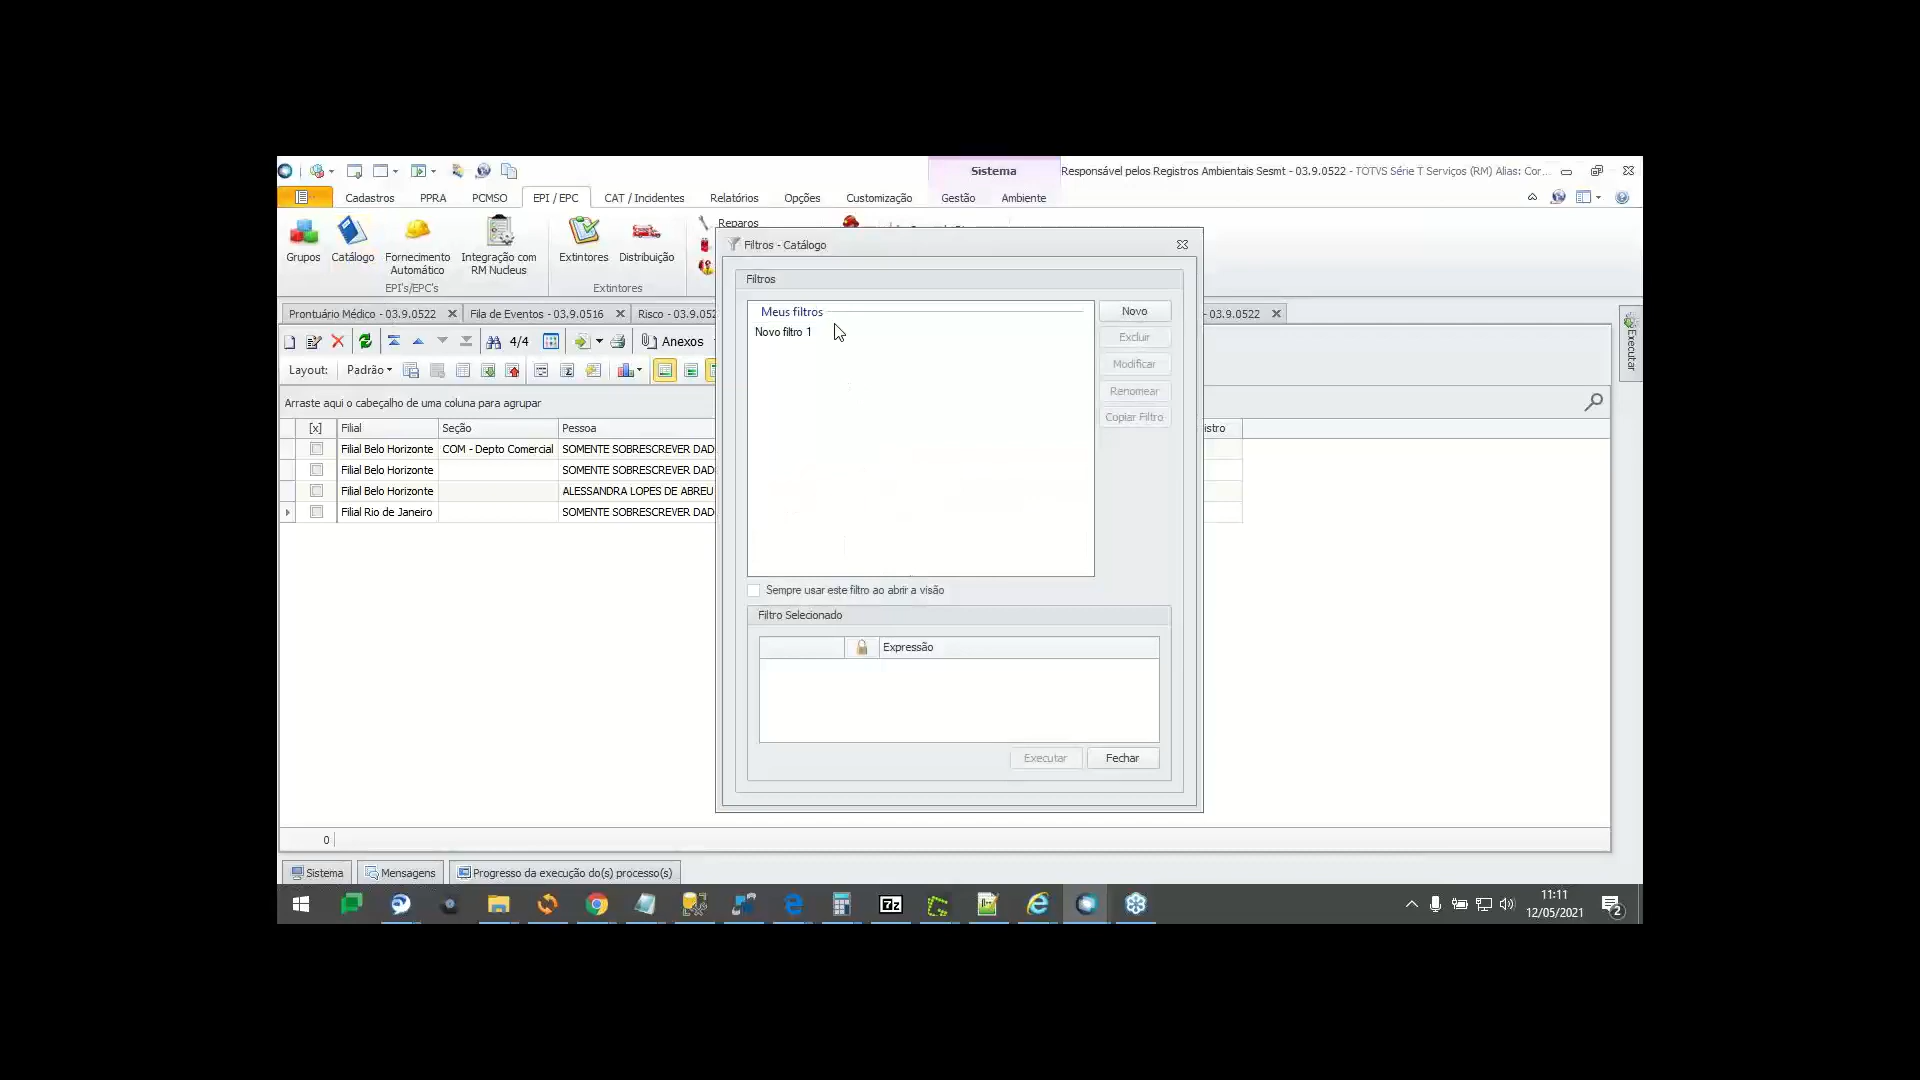 Sistema
Responsável pelos Registros Ambientais Sesmt - 03.9.0522 - TOTVS Série T Serviços (RM) Alias: Cor...
Cadastros
PPRA
PCMSO
EPI / EPC
CAT / Incidentes
Relatórios
Opções
Customização
Gestão
Ambiente
Grupos
Catálogo
Fornecimento
Automático
Integração com
RM Nucleus
EPI's/EPC's
Extintores
Distribuição
Extintores
Reparos
Prontuário Médico - 03.9.0522
Fila de Eventos - 03.9.0516
Risco - 03.9.052
- 03.9.0522
4/4
Anexos
Layout:
Padrão
Arraste aqui o cabeçalho de uma coluna para agrupar
[x] Filial Seção Pessoa istro
Filial Belo Horizonte COM - Depto Comercial SOMENTE SOBRESCREVER DAD
Filial Belo Horizonte SOMENTE SOBRESCREVER DAD
Filial Belo Horizonte ALESSANDRA LOPES DE ABREU
Filial Rio de Janeiro SOMENTE SOBRESCREVER DAD
Executar
Filtros - Catálogo
Filtros
Meus filtros
Novo filtro 1
Novo
Excluir
Modificar
Renomear
Copiar Filtro
Sempre usar este filtro ao abrir a visão
Filtro Selecionado
Expressão
Executar
Fechar
0
Sistema
Mensagens
Progresso da execução do(s) processo(s)
7z
11:11
12/05/2021
2